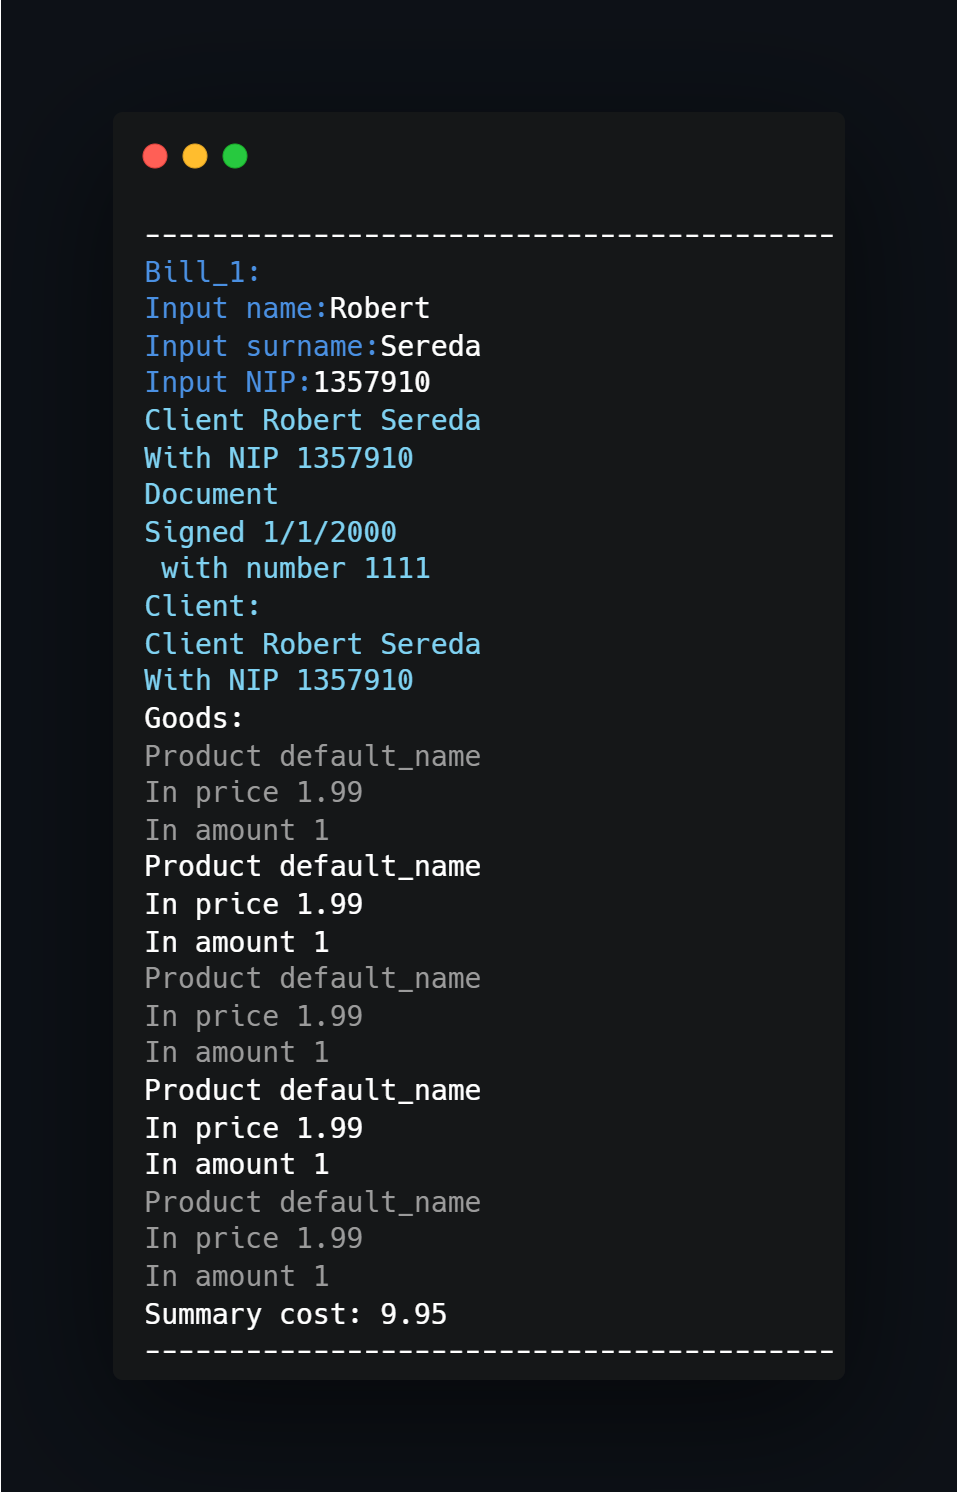 -----------------------------------------
Bill_1:
Input name:Robert
Input surname:Sereda
Input NIP:1357910
Client Robert Sereda
With NIP 1357910
Document
Signed 1/1/2000
 with number 1111
Client:
Client Robert Sereda
With NIP 1357910
Goods:
Product default_name
In price 1.99
In amount 1
Product default_name
In price 1.99
In amount 1
Product default_name
In price 1.99
In amount 1
Product default_name
In price 1.99
In amount 1
Product default_name
In price 1.99
In amount 1
Summary cost: 9.95
-----------------------------------------